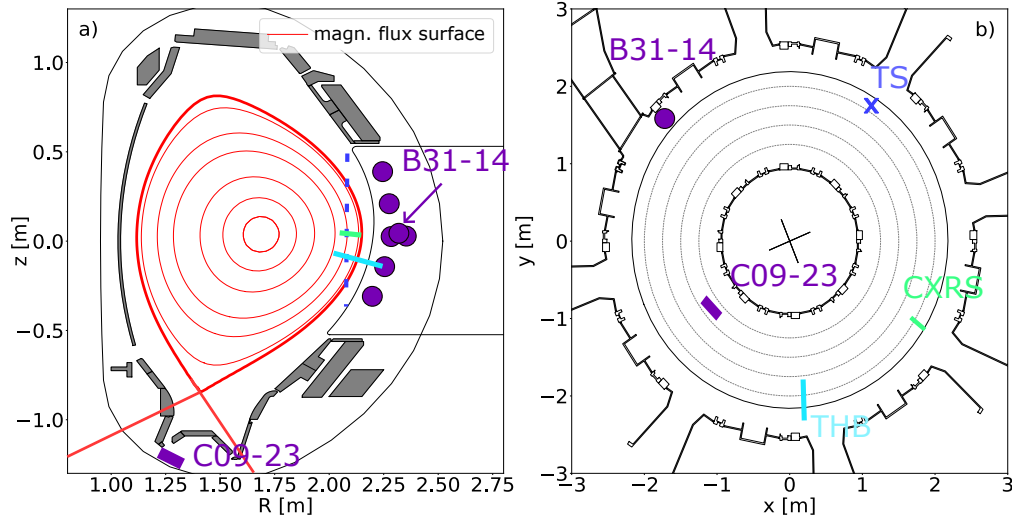 a)
magn. flux surface
B31-14
C09-23
1.0
0.5
0.0
−0.5
−1.0
z [m]
1.00 1.25 1.50 1.75 2.00 2.25 2.50 2.75
R [m]
b)
B31-14
TS
C09-23
CXRS
THB
3
2
1
0
−1
−2
−3
y [m]
−3 −2 −1 0 1 2 3
x [m]